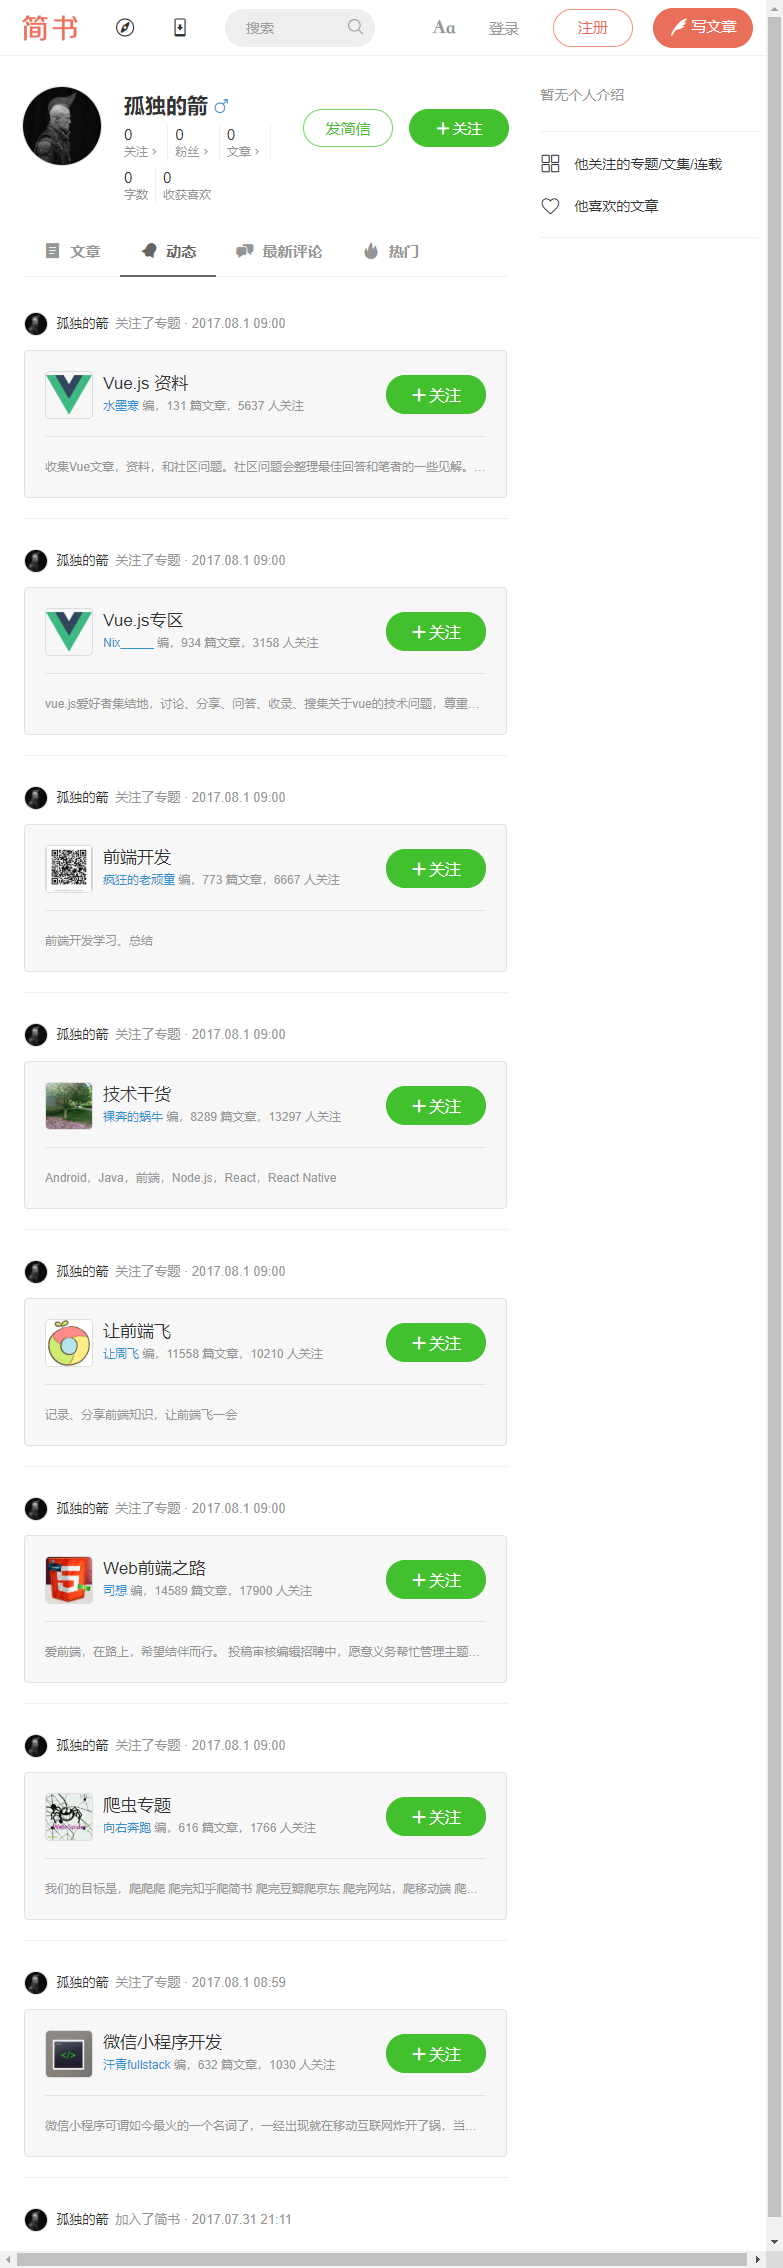 简书
搜索
Aa
登录
注册
写文章
孤独的箭
0
关注
0
粉丝
0
文章
0
字数
0
收获喜欢
发简信
+关注
暂无个人介绍
他关注的专题/文集/连载
他喜欢的文章
文章
动态
最新评论
热门
孤独的箭 关注了专题 · 2017.08.1 09:00
Vue.js 资料
水墨寒 编，131 篇文章，5637 人关注
+关注
收集Vue文章，资料，和社区问题。社区问题会整理最佳回答和笔者的一些见解。...
孤独的箭 关注了专题 · 2017.08.1 09:00
Vue.js专区
Nix_____ 编，934 篇文章，3158 人关注
+关注
vue.js爱好者集结地，讨论、分享、问答、收录、搜集关于vue的技术问题，尊重...
孤独的箭 关注了专题 · 2017.08.1 09:00
前端开发
疯狂的老顽童 编，773 篇文章，6667 人关注
+关注
前端开发学习、总结
孤独的箭 关注了专题 · 2017.08.1 09:00
技术干货
裸奔的蜗牛 编，8289 篇文章，13297 人关注
+关注
Android，Java，前端，Node.js，React，React Native
孤独的箭 关注了专题 · 2017.08.1 09:00
让前端飞
让周飞 编，11558 篇文章，10210 人关注
+关注
记录、分享前端知识，让前端飞一会
孤独的箭 关注了专题 · 2017.08.1 09:00
Web前端之路
司想 编，14589 篇文章，17900 人关注
+关注
爱前端，在路上，希望结伴而行。 投稿审核编辑招聘中，愿意义务帮忙管理主题...
孤独的箭 关注了专题 · 2017.08.1 09:00
爬虫专题
向右奔跑 编，616 篇文章，1766 人关注
+关注
我们的目标是，爬爬爬 爬完知乎爬简书 爬完豆瓣爬京东 爬完网站，爬移动端 爬...
孤独的箭 关注了专题 · 2017.08.1 08:59
微信小程序开发
汗青fullstack 编，632 篇文章，1030 人关注
+关注
微信小程序可谓如今最火的一个名词了，一经出现就在移动互联网炸开了锅，当...
孤独的箭 加入了简书 · 2017.07.31 21:11